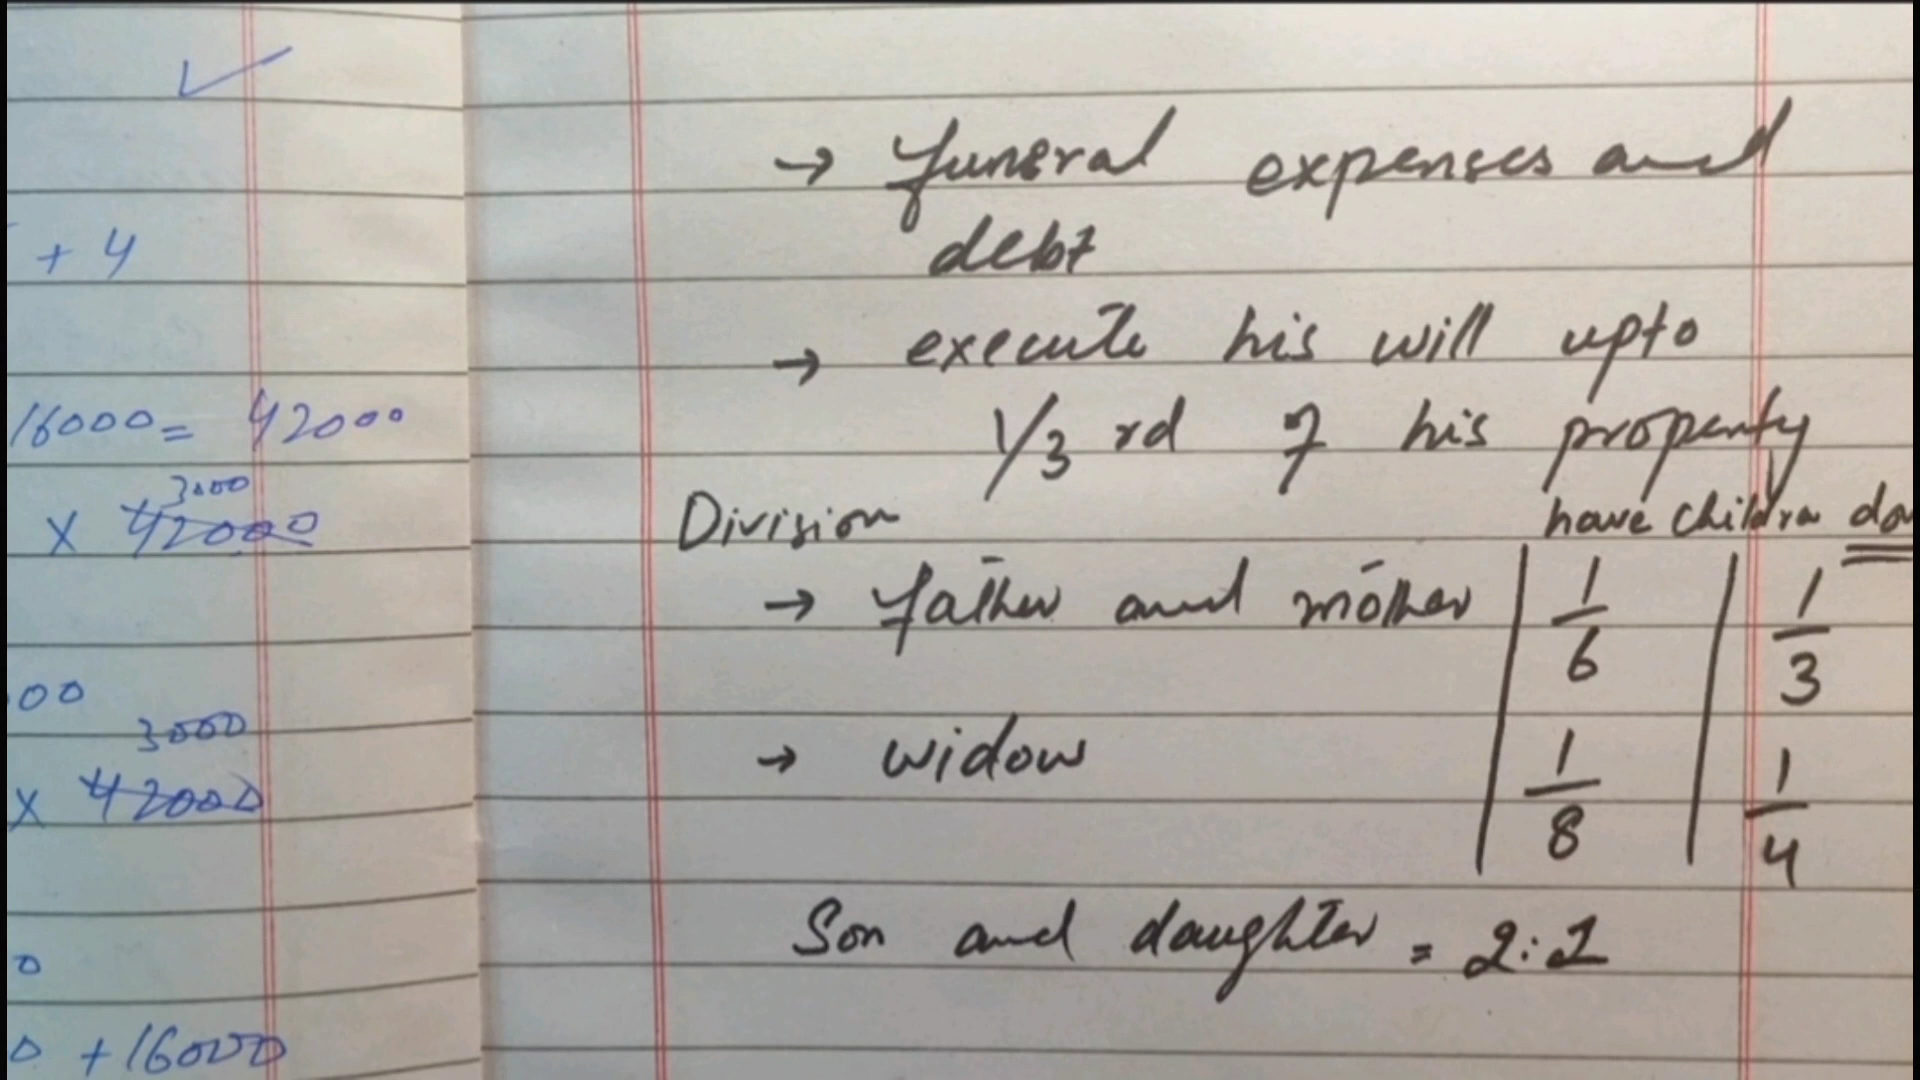 + 4
16000 = 42000
3000
x 42000
00
3000
x 42000
0
0 + 16000
→ funeral expenses and
debt
→ execute his will upto
1/3 rd of his property
Division have children do
→ father and mother | 1/6 | 1/3
→ widow 1/8 | 1/4
Son and daughter = 2:1